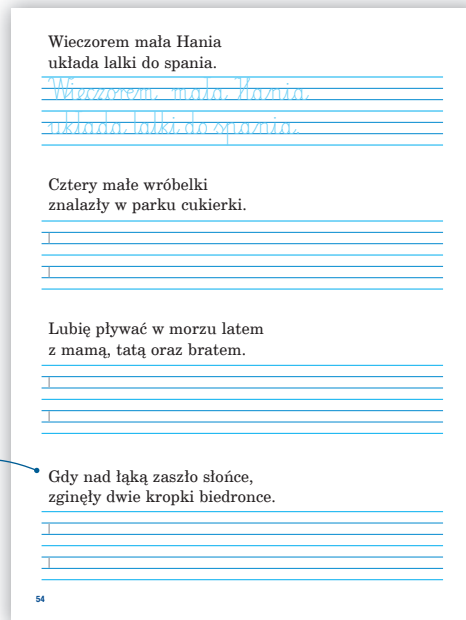 Wieczorem mała Hania
układa lalki do spania.
Wieczorem mała Hania
układa lalki do spania.
Cztery małe wróbelki
znalazły w parku cukierki.
Lubię pływać w morzu latem
z mamą, tatą oraz bratem.
Gdy nad łąką zaszło słońce,
zginęły dwie kropki biedronce.
54